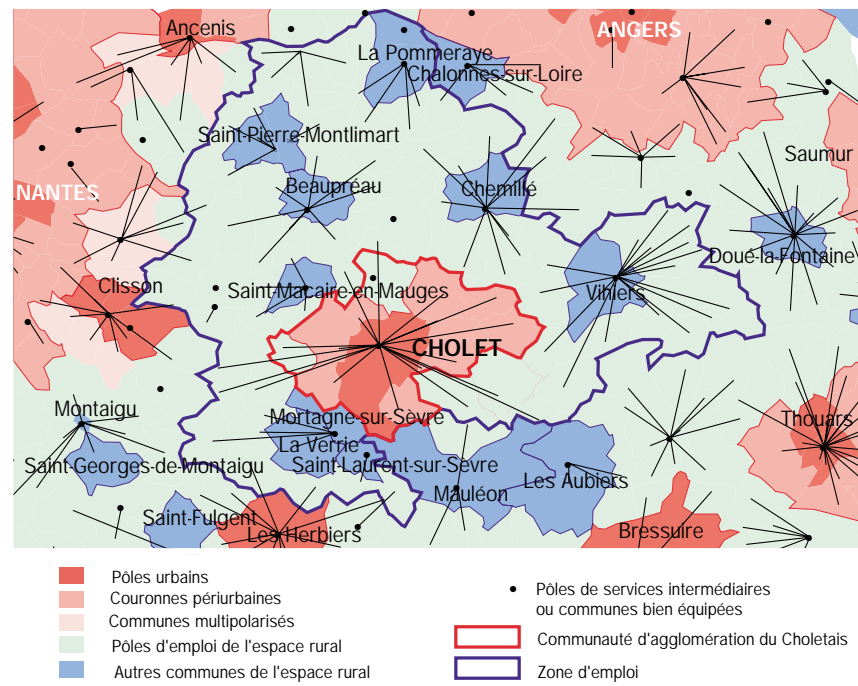 Ancenis
ANGERS
La Pommeraye
Chalonnes-sur-Loire
Saint-Pierre-Montlimart
Saumur
NANTES
Beaupréau
Chemillé
Doué-la-Fontaine
Clisson
Saint-Macaire-en-Mauges
Vihiers
CHOLET
Montaigu
Mortagne-sur-Sèvre
Thouars
La Verrie
Saint-Georges-de-Montaigu
Saint-Laurent-sur-Sèvre
Les Aubiers
Mauléon
Saint-Fulgent
Les Herbiers
Bressuire
Pôles urbains
Couronnes périurbaines
Communes multipolarisés
Pôles d'emploi de l'espace rural
Autres communes de l'espace rural
Pôles de services intermédiaires
ou communes bien équipées
Communauté d'agglomération du Choletais
Zone d'emploi